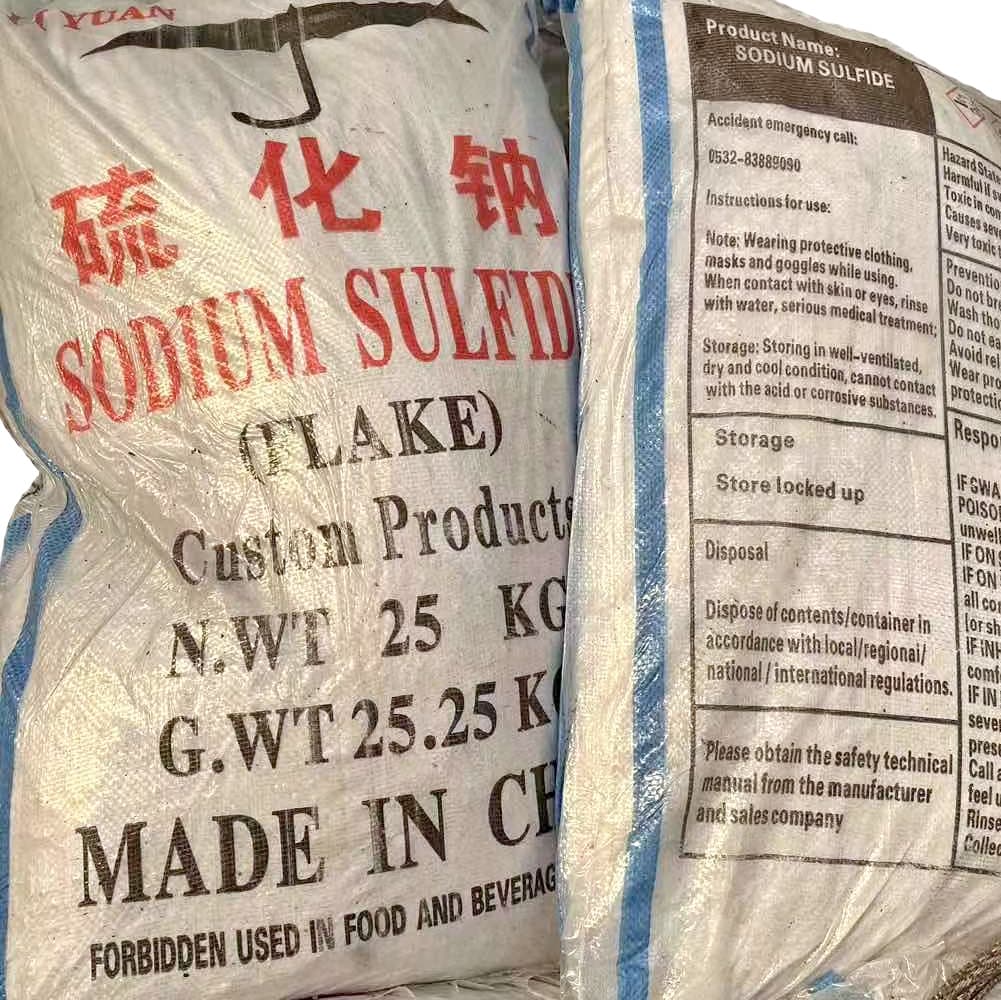 YUAN
硫化钠
SODIUM SULFID
(FLAKE)
Custom Products
N.WT 25 KG
G.WT 25.25 KG
MADE IN CH
FORBIDDEN USED IN FOOD AND BEVERAG
Product Name:
SODIUM SULFIDE
Accident emergency call:
0532-83889090
Instructions for use:
Note: Wearing protective clothing,
masks and goggles while using.
When contact with skin or eyes, rinse
with water, serious medical treatment;
Storage: Storing in well-ventilated,
dry and cool condition, cannot contact
with the acid or corrosive substances.
Storage
Store locked up
Disposal
Dispose of contents/container in
accordance with local/regional/
national / international regulations.
Please obtain the safety technical
manual from the manufacturer
and sales company
Hazard State
Harmful if s
Toxic in co
Causes seve
Very toxic
Preventio
Do not br
Wash the
Do not ea
Avoid rel
Wear pro
protectio
Respo
IF SWA
POISO
unwell
IF ON
IF ON
all co
[or sh
IF INH
comf
IF IN
seve
pres
Call a
feel u
Rinse
Collec